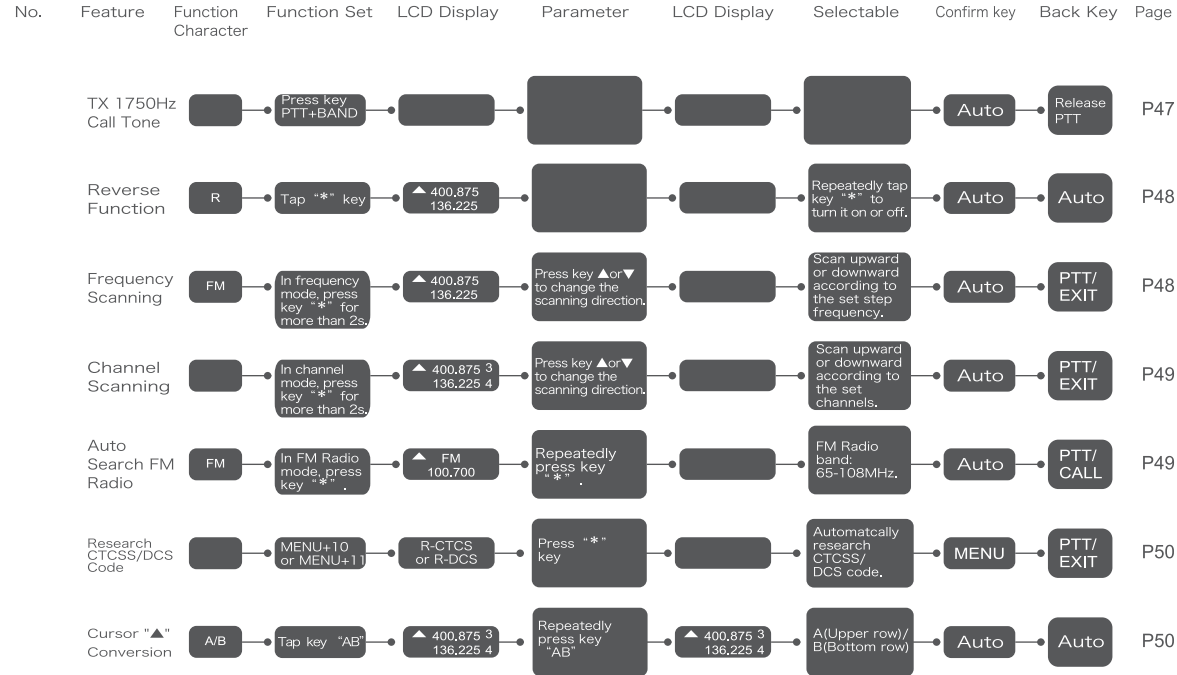 No. Feature Function Character Function Set LCD Display Parameter LCD Display Selectable Confirm key Back Key Page
TX 1750Hz
Call Tone
Press key
PTT+BAND
Auto
Release
PTT
P47
Reverse
Function
R
Tap “*” key
▲ 400.875
136.225
Repeatedly tap
key “*” to
turn it on or off.
Auto
Auto
P48
Frequency
Scanning
FM
In frequency
mode, press
key “*” for
more than 2s.
▲ 400.875
136.225
Press key ▲or▼
to change the
scanning direction.
Scan upward
or downward
according to
the set step
frequency.
Auto
PTT/
EXIT
P48
Channel
Scanning
In channel
mode, press
key “*” for
more than 2s.
▲ 400.875 3
136.225 4
Press key ▲or▼
to change the
scanning direction.
Scan upward
or downward
according to
the set
channels.
Auto
PTT/
EXIT
P49
Auto
Search FM
Radio
FM
In FM Radio
mode, press
key “*” .
▲ FM
100.700
Repeatedly
press key
“*” .
FM Radio
band:
65-108MHz.
Auto
PTT/
CALL
P49
Research
CTCSS/DCS
Code
MENU+10
or MENU+11
R-CTCS
or R-DCS
Press “*”
key
Automatcally
research
CTCSS/
DCS code.
MENU
PTT/
EXIT
P50
Cursor "▲"
Conversion
A/B
Tap key “AB”
▲ 400.875 3
136.225 4
Repeatedly
press key
“AB”
▲ 400.875 3
136.225 4
A(Upper row)/
B(Bottom row)
Auto
Auto
P50